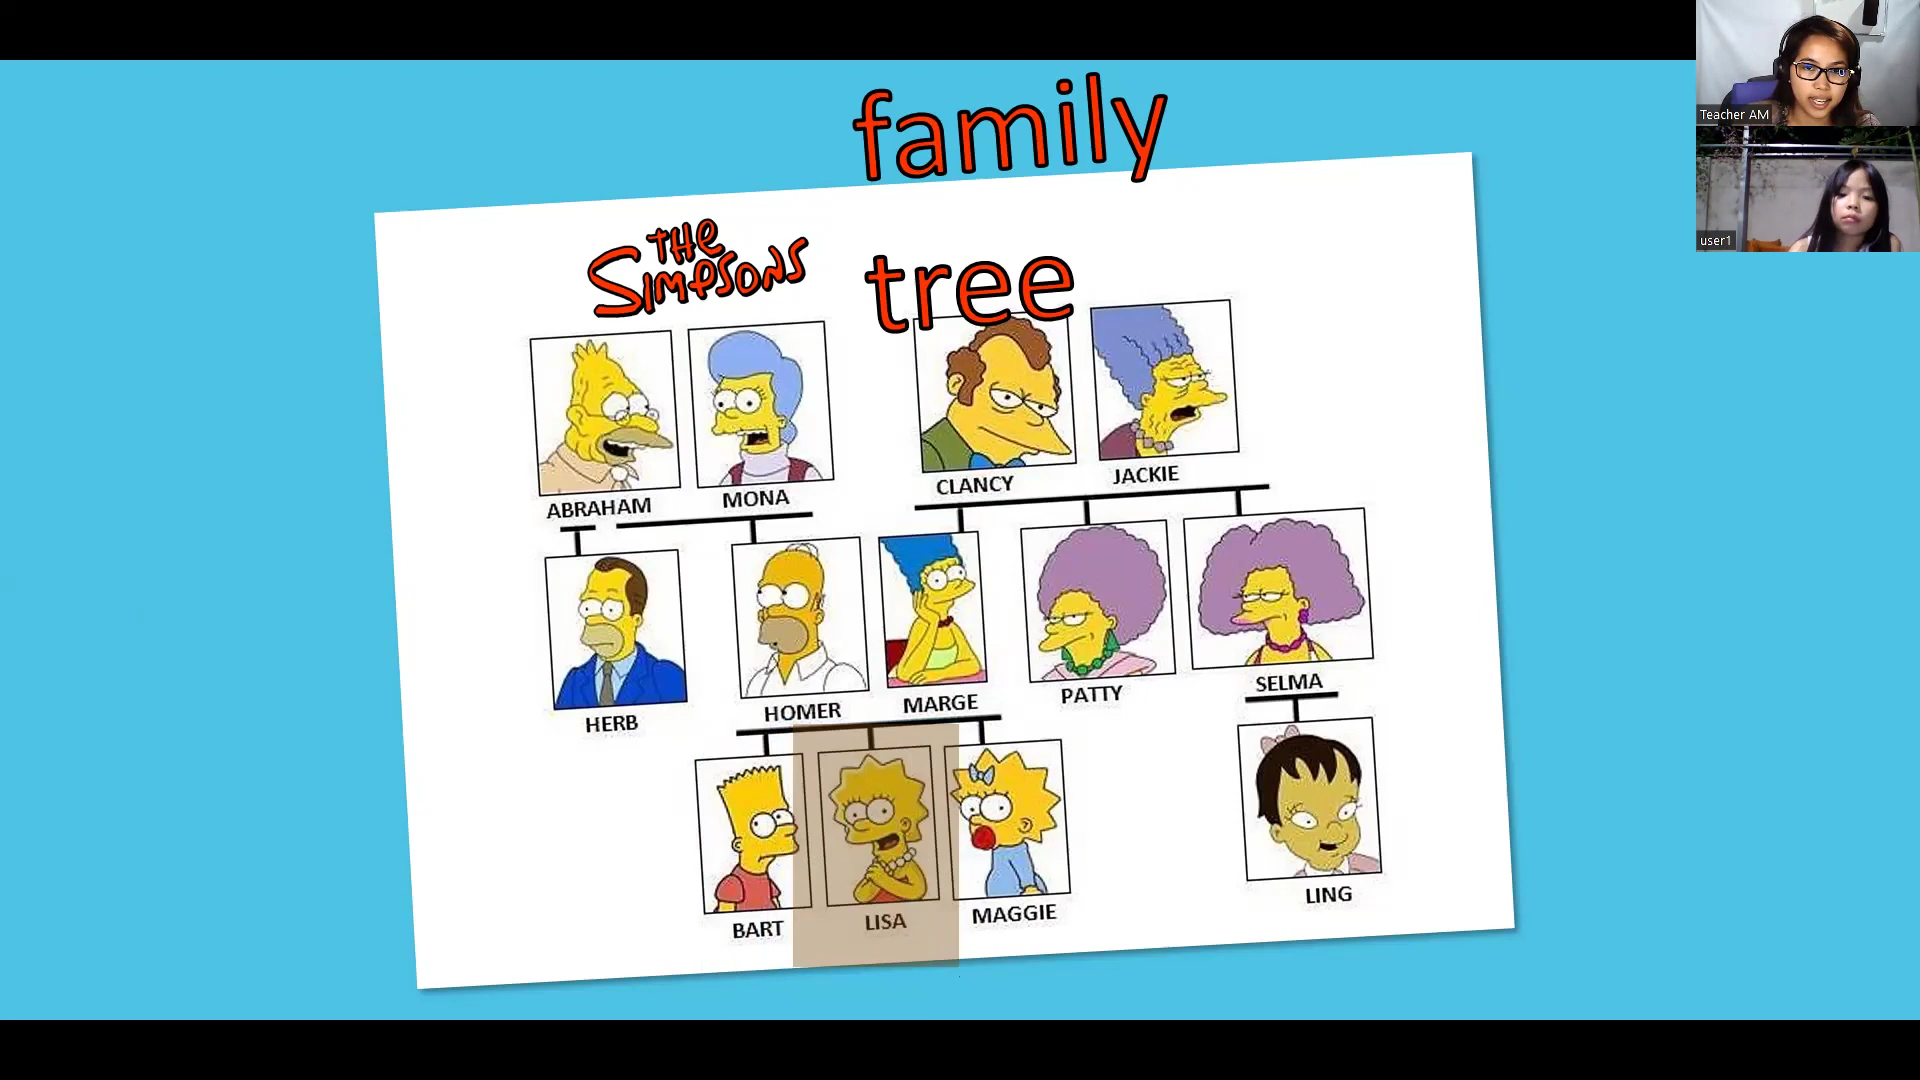 family
THE
SIMPSONS
tree
ABRAHAM
MONA
CLANCY
JACKIE
HERB
HOMER
MARGE
PATTY
SELMA
BART
LISA
MAGGIE
LING
Teacher AM
user1